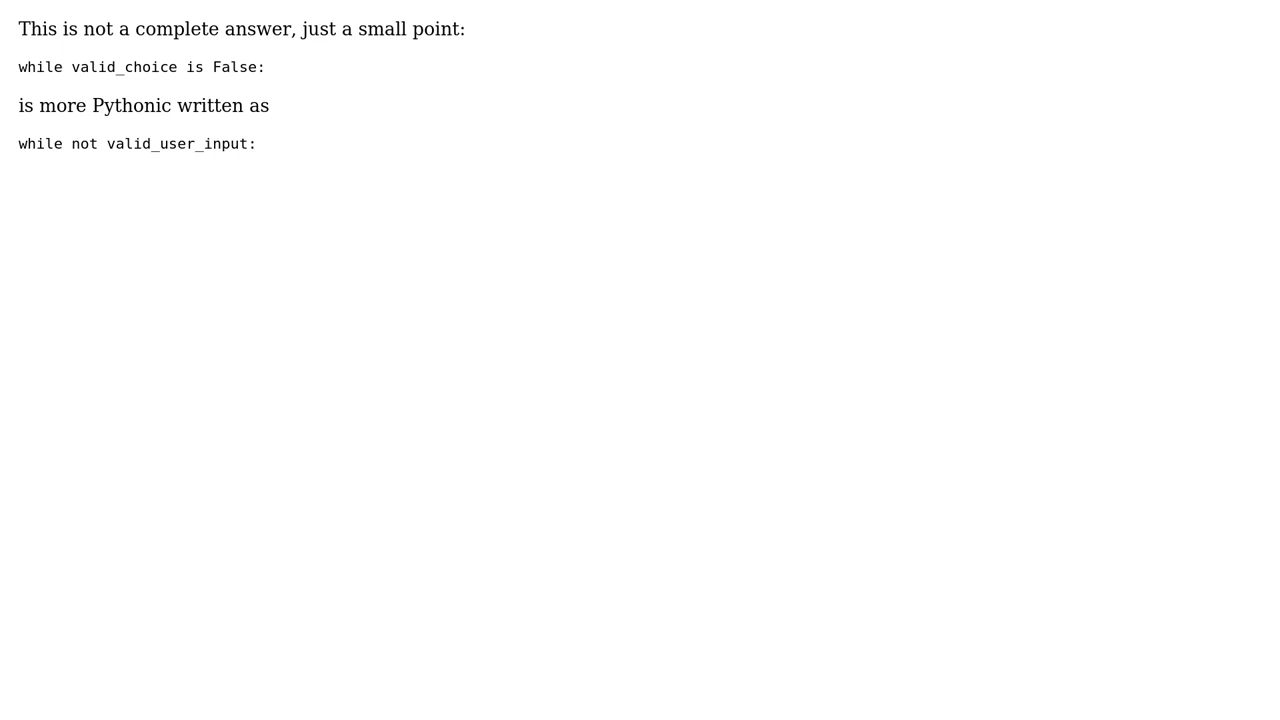 This is not a complete answer, just a small point:
while valid_choice is False:
is more Pythonic written as
while not valid_user_input: